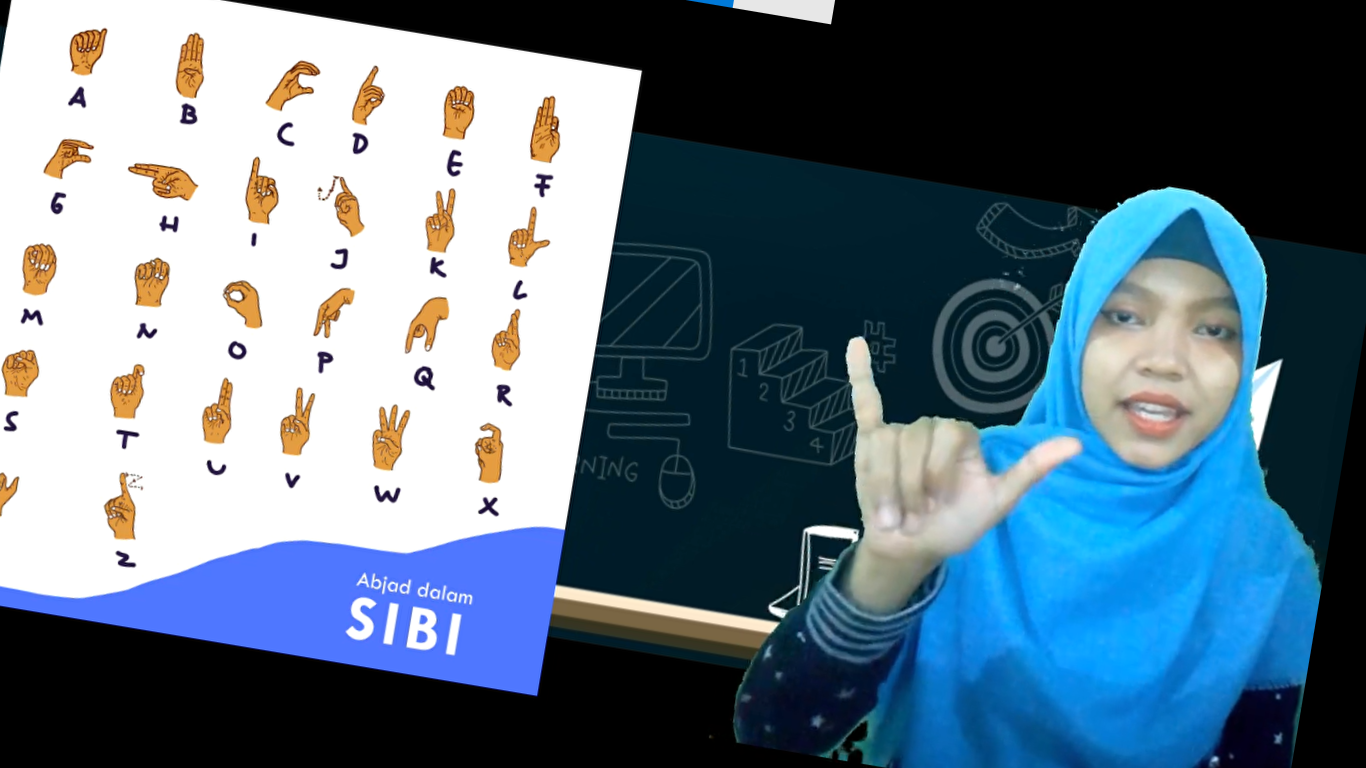 A B C D E F
G H I J K L
M N O P Q R
S T U V W X
Z
Abjad dalam
SIBI
#
1
2
3
4
NING